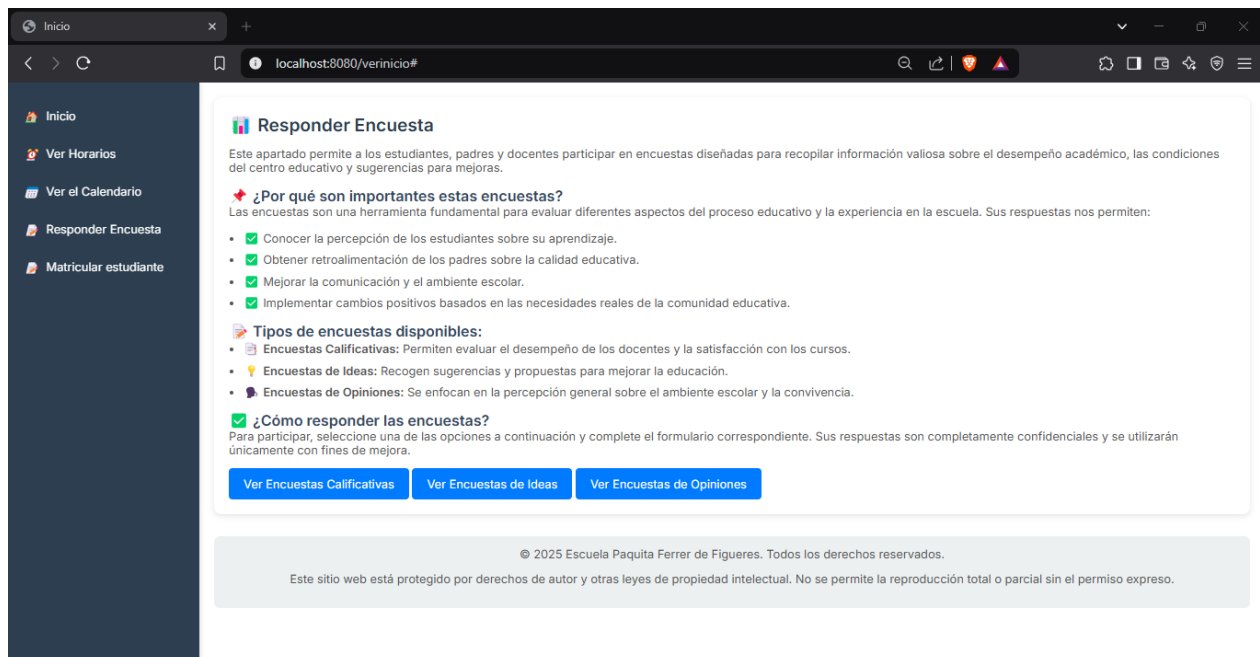 Inicio
localhost:8080/verinicio#
Inicio
Ver Horarios
Ver el Calendario
Responder Encuesta
Matricular estudiante
Responder Encuesta
Este apartado permite a los estudiantes, padres y docentes participar en encuestas diseñadas para recopilar información valiosa sobre el desempeño académico, las condiciones
del centro educativo y sugerencias para mejoras.
¿Por qué son importantes estas encuestas?
Las encuestas son una herramienta fundamental para evaluar diferentes aspectos del proceso educativo y la experiencia en la escuela. Sus respuestas nos permiten:
• ✅ Conocer la percepción de los estudiantes sobre su aprendizaje.
• ✅ Obtener retroalimentación de los padres sobre la calidad educativa.
• ✅ Mejorar la comunicación y el ambiente escolar.
• ✅ Implementar cambios positivos basados en las necesidades reales de la comunidad educativa.
Tipos de encuestas disponibles:
• Encuestas Calificativas: Permiten evaluar el desempeño de los docentes y la satisfacción con los cursos.
• Encuestas de Ideas: Recogen sugerencias y propuestas para mejorar la educación.
• Encuestas de Opiniones: Se enfocan en la percepción general sobre el ambiente escolar y la convivencia.
✅ ¿Cómo responder las encuestas?
Para participar, seleccione una de las opciones a continuación y complete el formulario correspondiente. Sus respuestas son completamente confidenciales y se utilizarán
únicamente con fines de mejora.
Ver Encuestas Calificativas
Ver Encuestas de Ideas
Ver Encuestas de Opiniones
© 2025 Escuela Paquita Ferrer de Figueres. Todos los derechos reservados.
Este sitio web está protegido por derechos de autor y otras leyes de propiedad intelectual. No se permite la reproducción total o parcial sin el permiso expreso.